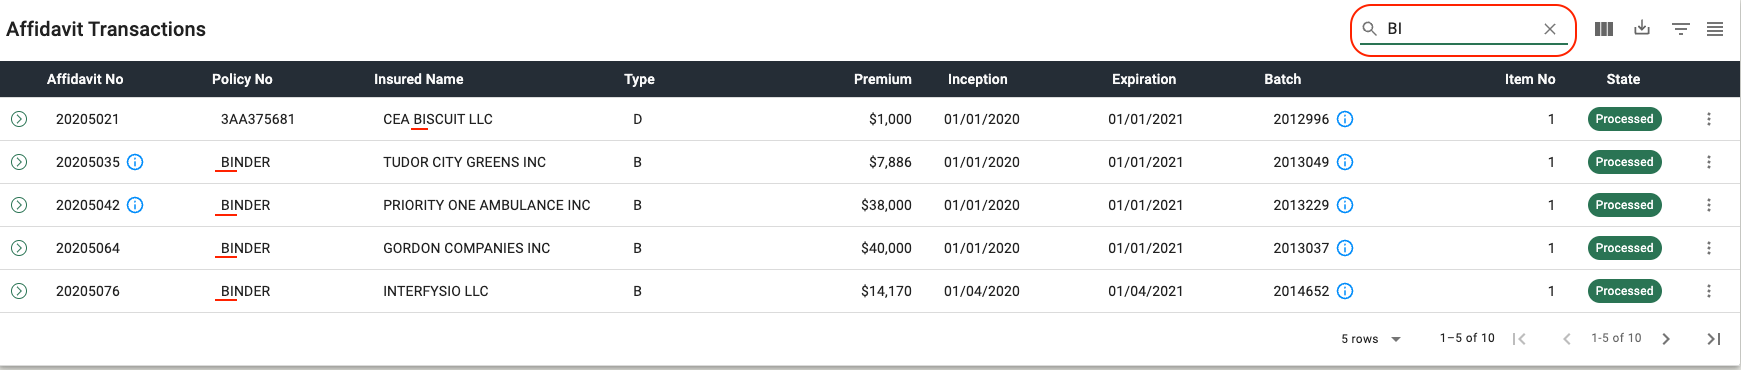 Affidavit Transactions BI
Affidavit No Policy No Insured Name Type Premium Inception Expiration Batch Item No State
20205021 3AA375681 CEA BISCUIT LLC D $1,000 01/01/2020 01/01/2021 2012996 1 Processed
20205035 BINDER TUDOR CITY GREENS INC B $7,886 01/01/2020 01/01/2021 2013049 1 Processed
20205042 BINDER PRIORITY ONE AMBULANCE INC B $38,000 01/01/2020 01/01/2021 2013229 1 Processed
20205064 BINDER GORDON COMPANIES INC B $40,000 01/01/2020 01/01/2021 2013037 1 Processed
20205076 BINDER INTERFYSIO LLC B $14,170 01/04/2020 01/04/2021 2014652 1 Processed
5 rows 1–5 of 10 1-5 of 10